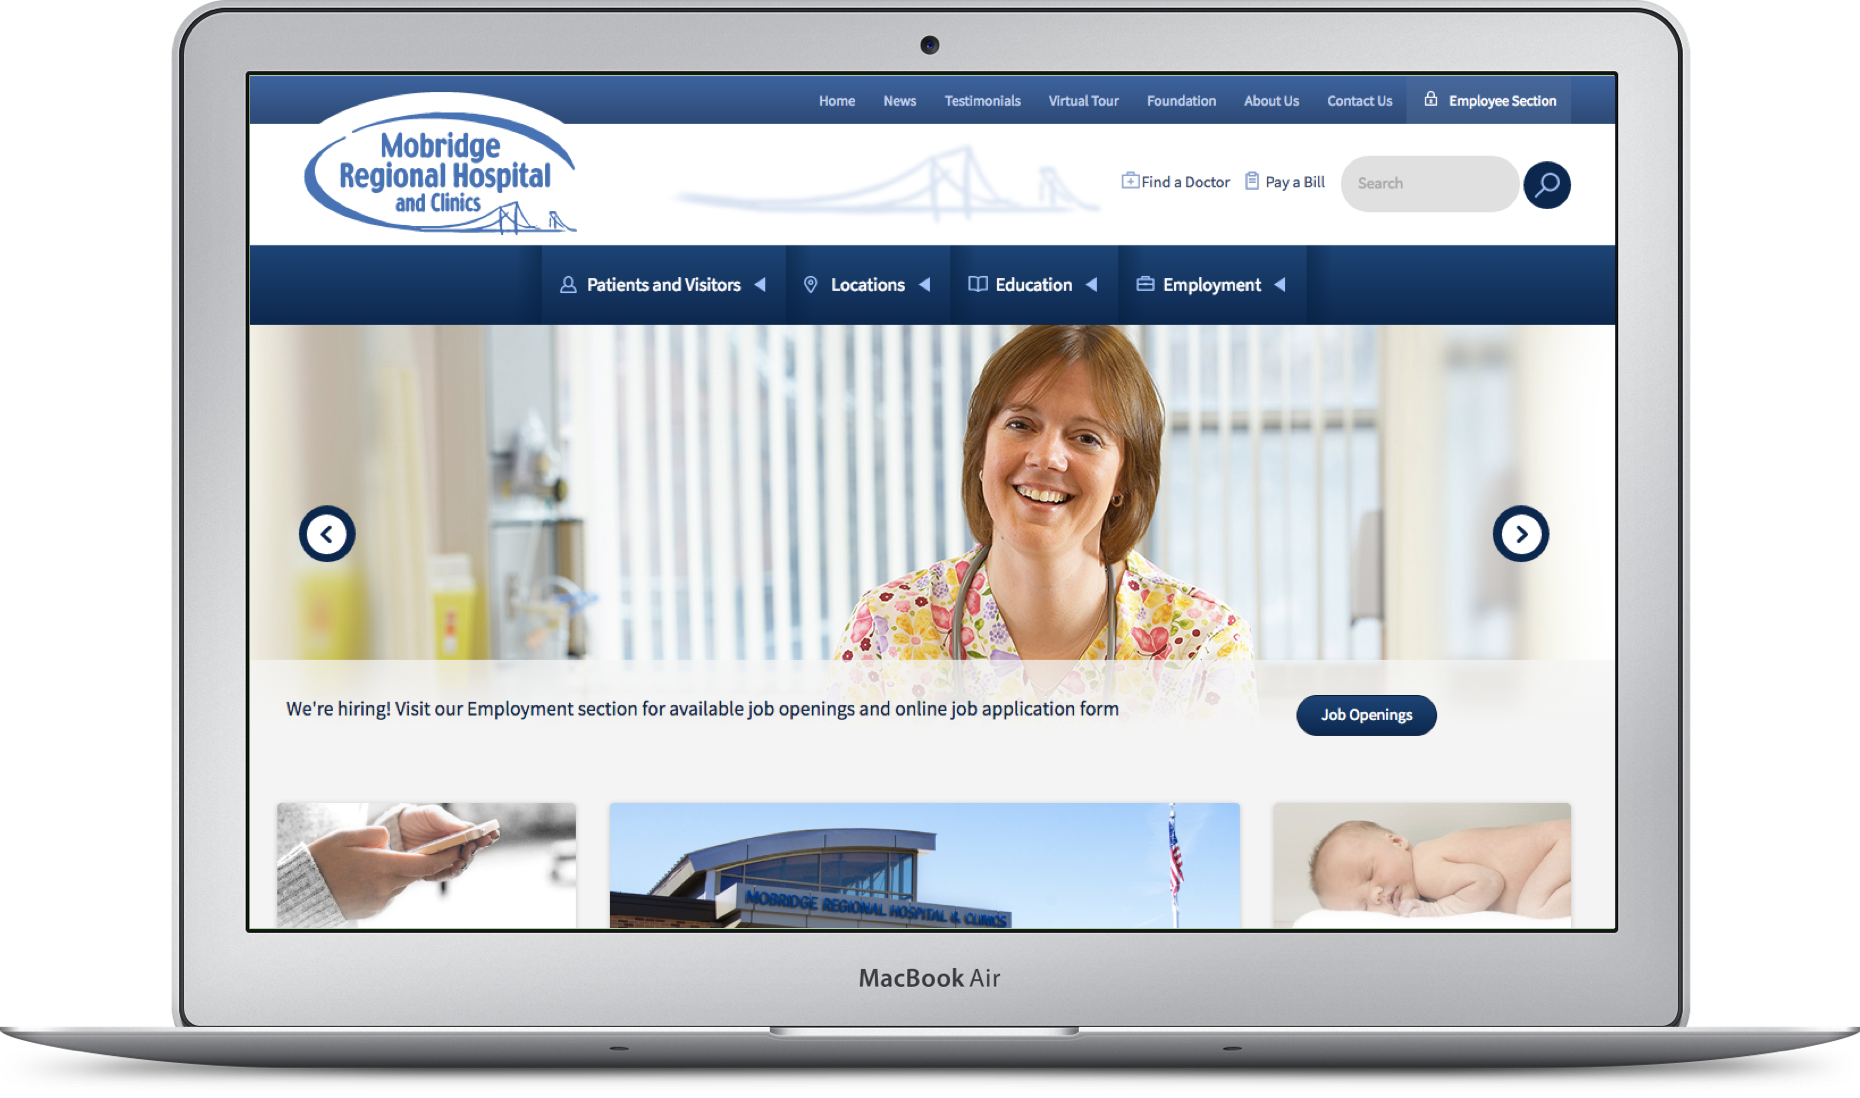 Home News Testimonials Virtual Tour Foundation About Us Contact Us Employee Section
Mobridge
Regional Hospital
and Clinics
Find a Doctor Pay a Bill Search
Patients and Visitors Locations Education Employment
We're hiring! Visit our Employment section for available job openings and online job application form
Job Openings
MOBRIDGE REGIONAL HOSPITAL & CLINICS
MacBook Air